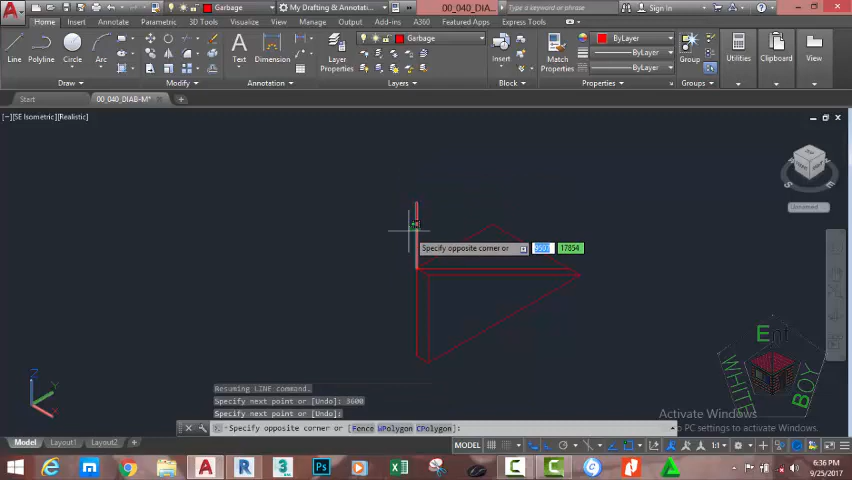 Garbage
My Drafting & Annotati
00_040_DIA
Type a keyword or phrase
Sign In
Home Insert Annotate Parametric 3D Tools Visualize View Manage Output Add-ins A360 Featured Apps Express Tools
Line Polyline Circle Arc
Text Dimension
Layer Properties
Garbage
Insert
Match Properties
ByLayer
ByLayer
ByLayer
Group
Utilities
Clipboard
View
Draw
Modify
Annotation
Layers
Block
Properties
Groups
Start
00_040_DIAB-M*
[−][SE Isometric][Realistic]
S
E
Unnamed
Specify opposite corner or
17854
Z
Y
X
WHITE
BOY
Resuming LINE command.
Specify next point or [Undo]: 3600
Specify next point or [Undo]:
Specify opposite corner or [Fence WPolygon CPolygon]:
Activate Windows
PC settings to activate Windows.
Model Layout1 Layout2
MODEL
1:1
6:36 PM
9/25/2017